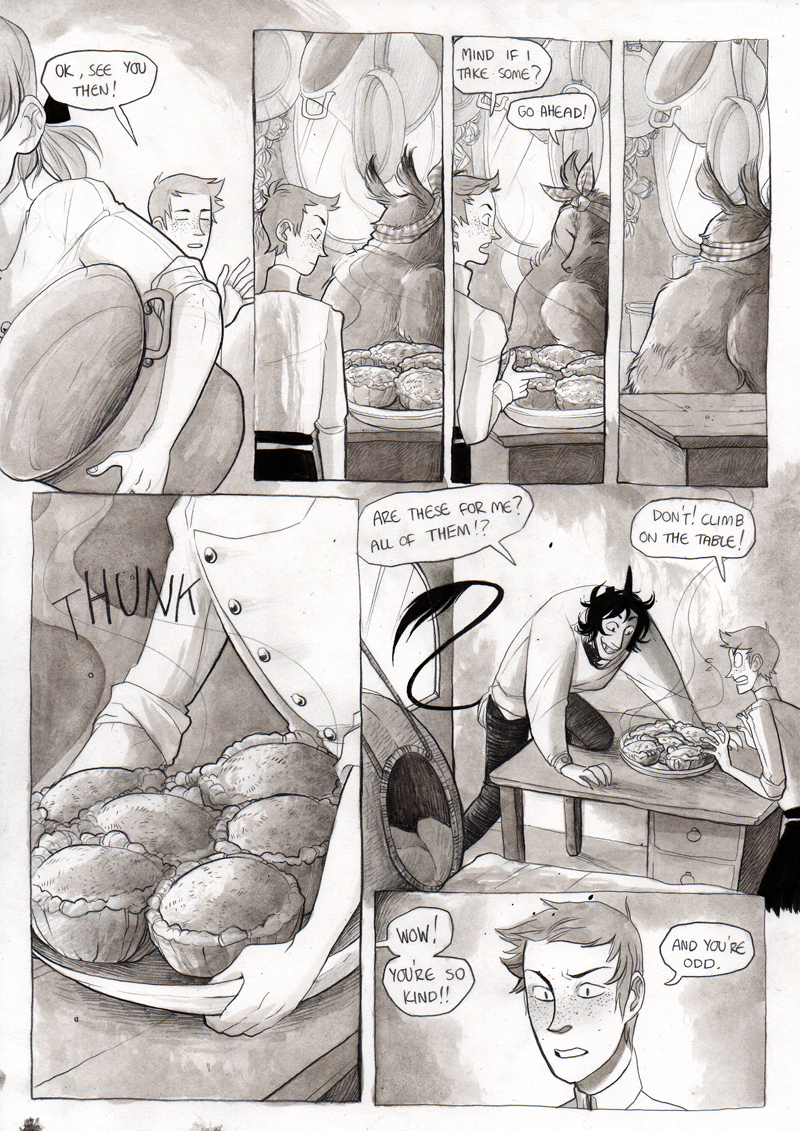 OK, SEE YOU
THEN!
MIND IF I
TAKE SOME?
GO AHEAD!
THUNK
ARE THESE FOR ME?
ALL OF THEM!?
DON'T! CLIMB
ON THE TABLE!
WOW!
YOU'RE SO
KIND!!
AND YOU'RE
ODD.